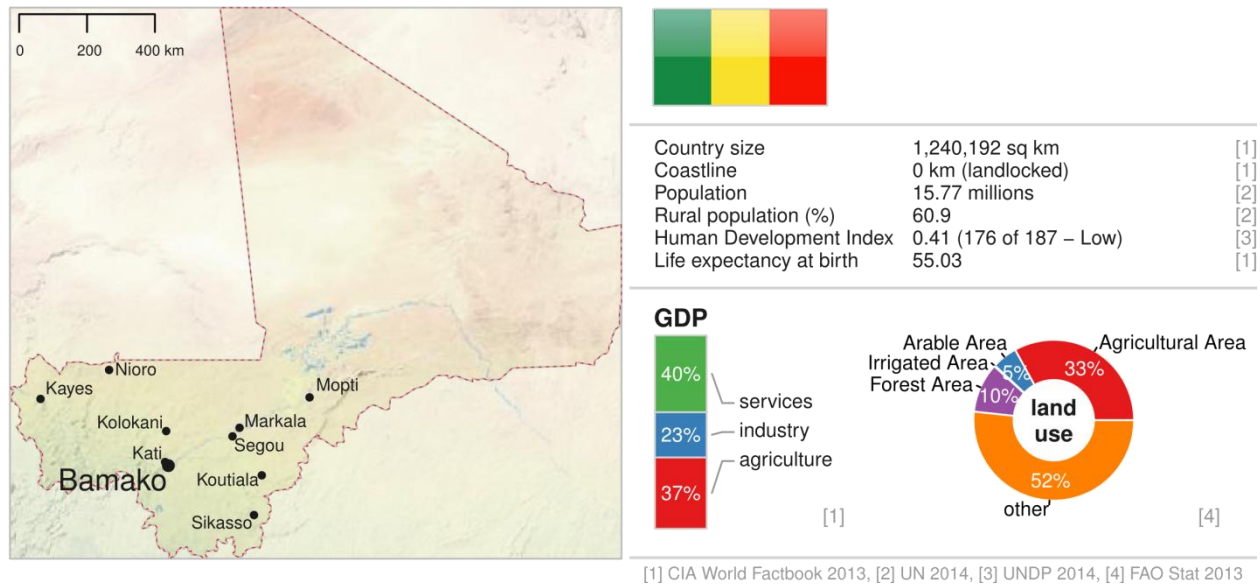 0 200 400 km
Nioro
Kayes
Mopti
Kolokani
Markala
Segou
Kati
Bamako
Koutiala
Sikasso
Country size 1,240,192 sq km [1]
Coastline 0 km (landlocked) [1]
Population 15.77 millions [2]
Rural population (%) 60.9 [2]
Human Development Index 0.41 (176 of 187 – Low) [3]
Life expectancy at birth 55.03 [1]
GDP
40%
services
23%
industry
agriculture
37%
[1]
Arable Area
Agricultural Area
Irrigated Area
5%
33%
Forest Area
10%
land
use
52%
other
[4]
[1] CIA World Factbook 2013, [2] UN 2014, [3] UNDP 2014, [4] FAO Stat 2013